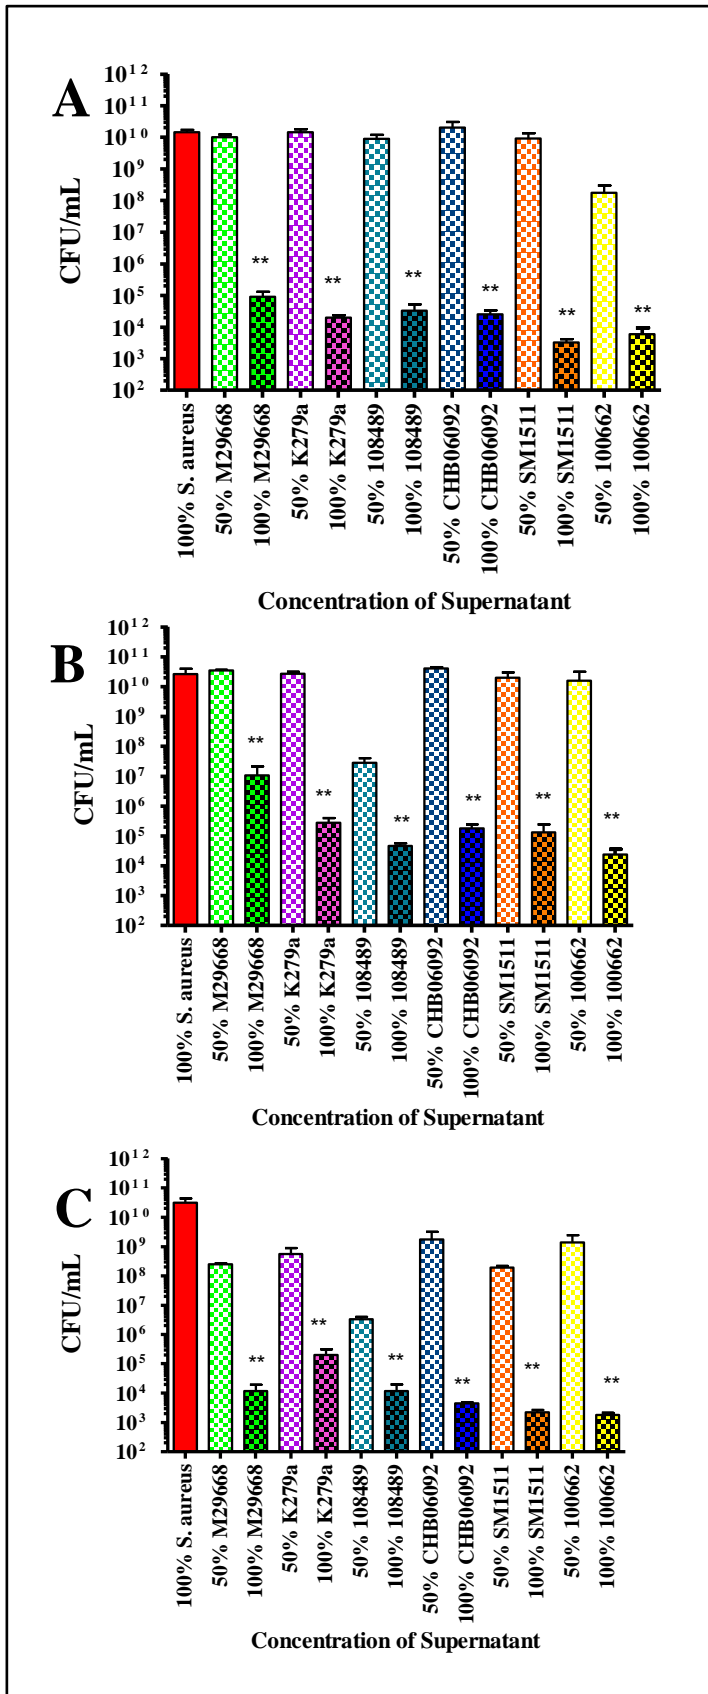 A
CFU/mL
10¹²
10¹¹
10¹⁰
10⁹
10⁸
10⁷
10⁶
10⁵
10⁴
10³
10²
** ** ** ** ** **
100% S. aureus
50% M29668
100% M29668
50% K279a
100% K279a
50% 108489
100% 108489
50% CHB06092
100% CHB06092
50% SM1511
100% SM1511
50% 100662
100% 100662
Concentration of Supernatant
B
CFU/mL
10¹²
10¹¹
10¹⁰
10⁹
10⁸
10⁷
10⁶
10⁵
10⁴
10³
10²
** ** ** ** ** **
100% S. aureus
50% M29668
100% M29668
50% K279a
100% K279a
50% 108489
100% 108489
50% CHB06092
100% CHB06092
50% SM1511
100% SM1511
50% 100662
100% 100662
Concentration of Supernatant
C
CFU/mL
10¹²
10¹¹
10¹⁰
10⁹
10⁸
10⁷
10⁶
10⁵
10⁴
10³
10²
** ** ** ** ** **
100% S. aureus
50% M29668
100% M29668
50% K279a
100% K279a
50% 108489
100% 108489
50% CHB06092
100% CHB06092
50% SM1511
100% SM1511
50% 100662
100% 100662
Concentration of Supernatant